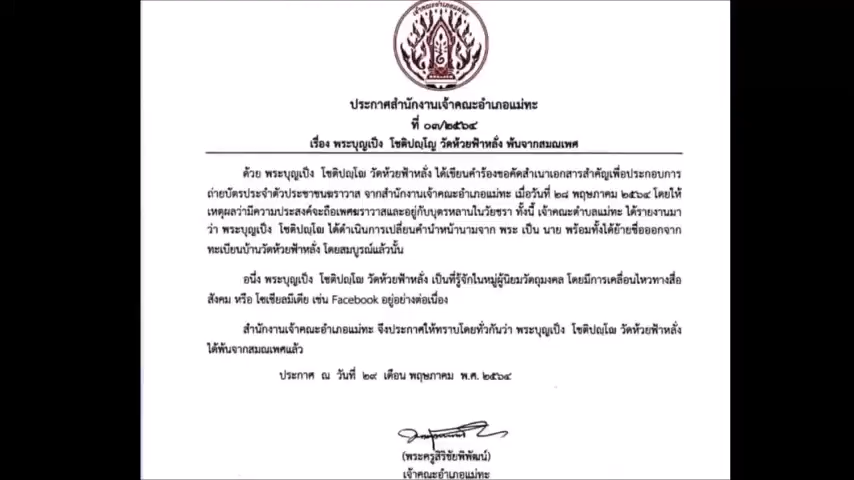 ประกาศสำนักงานเจ้าคณะอำเภอแม่ทะ
ที่ ๐๓/๒๕๖๔
เรื่อง พระบุญเป็ง โชติปญฺโญ วัดห้วยฟ้าหลั่ง พ้นจากสมณเพศ
ด้วย พระบุญเป็ง โชติปญฺโญ วัดห้วยฟ้าหลั่ง ได้เขียนคำร้องขอคัดสำเนาเอกสารสำคัญเพื่อประกอบการ
ถ่ายบัตรประจำตัวประชาชนฆราวาส จากสำนักงานเจ้าคณะอำเภอแม่ทะ เมื่อวันที่ ๒๘ พฤษภาคม ๒๕๖๔ โดยให้
เหตุผลว่ามีความประสงค์จะถือเพศฆราวาสและอยู่กับบุตรหลานในวัยชรา ทั้งนี้ เจ้าคณะตำบลแม่ทะ ได้รายงานมา
ว่า พระบุญเป็ง โชติปญฺโญ ได้ดำเนินการเปลี่ยนคำนำหน้านามจาก พระ เป็น นาย พร้อมทั้งได้ย้ายชื่อออกจาก
ทะเบียนบ้านวัดห้วยฟ้าหลั่ง โดยสมบูรณ์แล้วนั้น
อนึ่ง พระบุญเป็ง โชติปญฺโญ วัดห้วยฟ้าหลั่ง เป็นที่รู้จักในหมู่ผู้นิยมวัตถุมงคล โดยมีการเคลื่อนไหวทางสื่อ
สังคม หรือ โซเชียลมีเดีย เช่น Facebook อยู่อย่างต่อเนื่อง
สำนักงานเจ้าคณะอำเภอแม่ทะ จึงประกาศให้ทราบโดยทั่วกันว่า พระบุญเป็ง โชติปญฺโญ วัดห้วยฟ้าหลั่ง
ได้พ้นจากสมณเพศแล้ว
ประกาศ ณ วันที่ ๒๙ เดือน พฤษภาคม พ.ศ. ๒๕๖๔
(พระครูสิริชัยพิพัฒน์)
เจ้าคณะอำเภอแม่ทะ